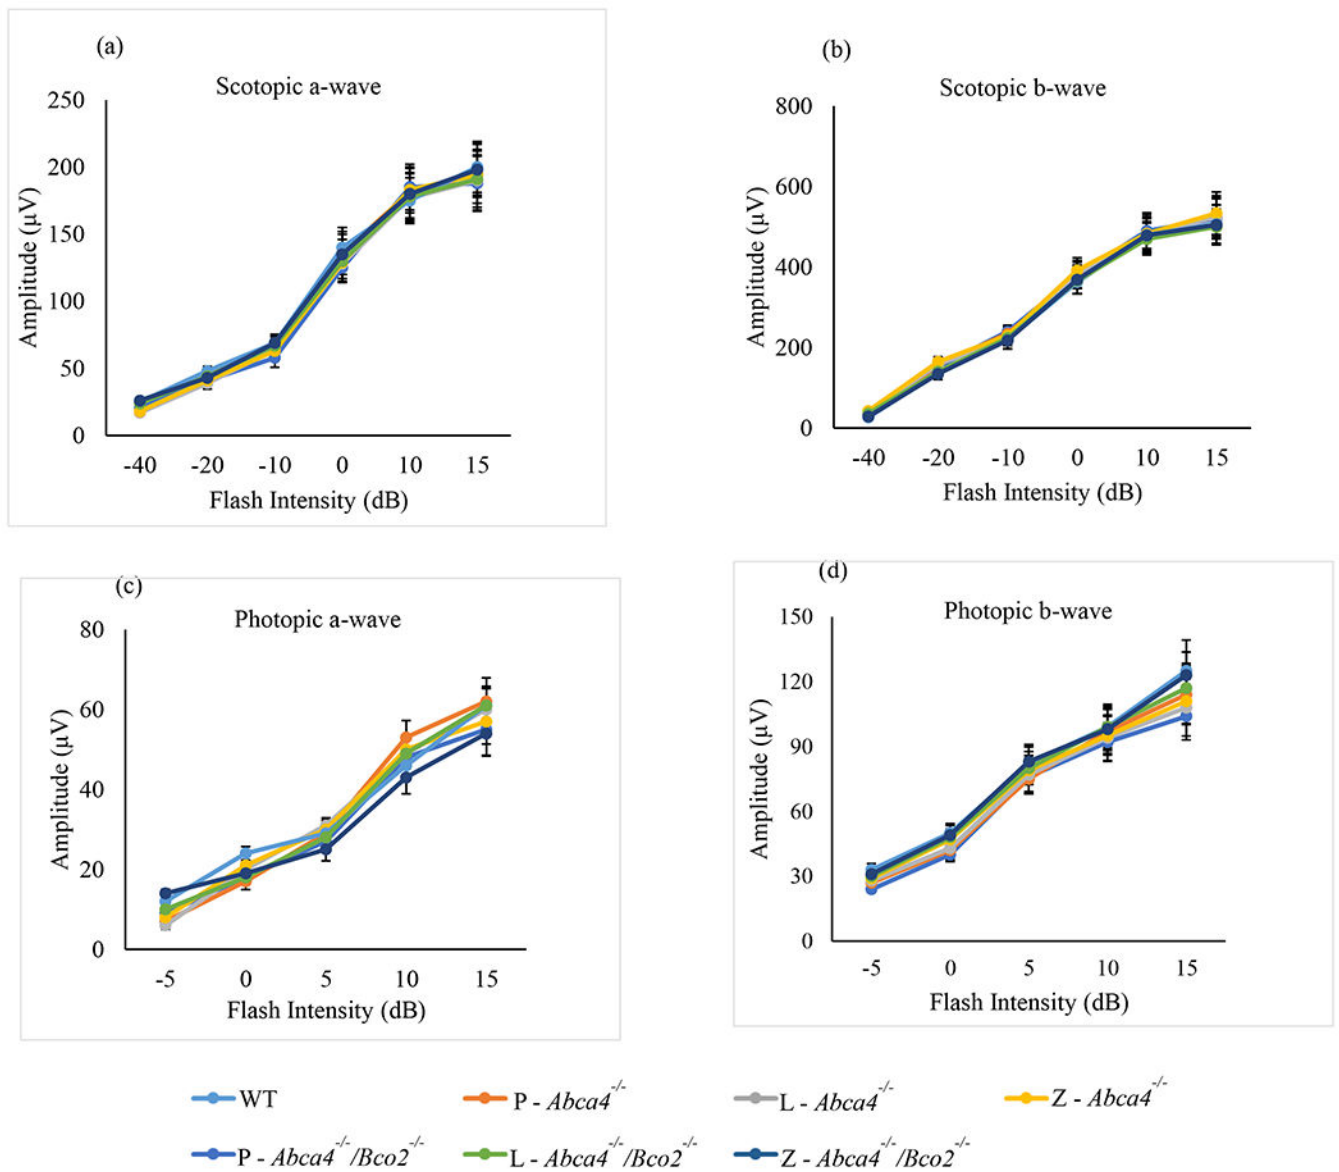 (a)
Scotopic a-wave
250
200
150
100
50
0
Amplitude (µV)
-40 -20 -10 0 10 15
Flash Intensity (dB)
(b)
Scotopic b-wave
800
600
400
200
0
Amplitude (µV)
-40 -20 -10 0 10 15
Flash Intensity (dB)
(c)
Photopic a-wave
80
60
40
20
0
Amplitude (µV)
-5 0 5 10 15
Flash Intensity (dB)
(d)
Photopic b-wave
150
120
90
60
30
0
Amplitude (µV)
-5 0 5 10 15
Flash Intensity (dB)
WT P - Abca4-/- L - Abca4-/- Z - Abca4-/-
P - Abca4-/-/Bco2-/- L - Abca4-/-/Bco2-/- Z - Abca4-/-/Bco2-/-